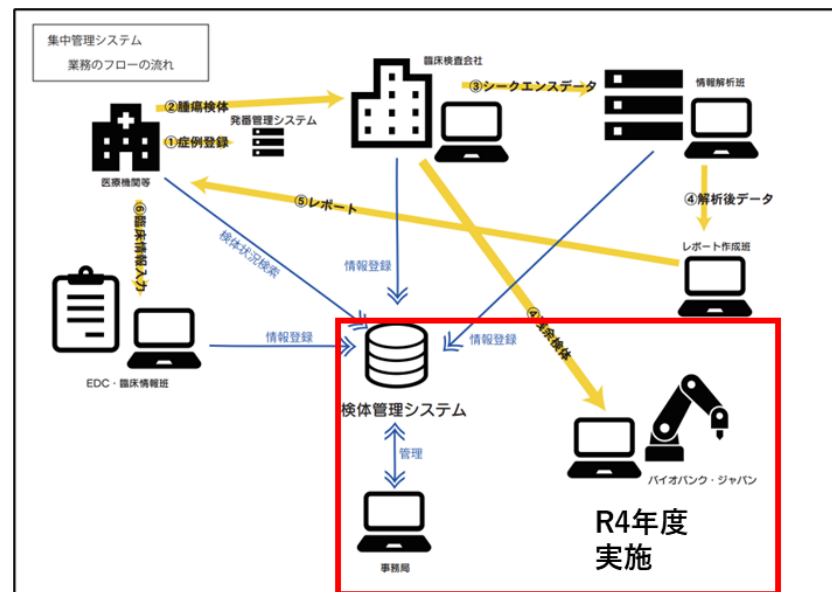 集中管理システム
業務のフローの流れ
臨床検査会社
②腫瘍検体
③シークエンスデータ
情報解析班
発番管理システム
①症例登録
医療機関等
④解析後データ
⑤レポート
⑥臨床情報入力
検体状況検索
情報登録
レポート作成班
④残余検体
情報登録
情報登録
EDC・臨床情報班
検体管理システム
管理
バイオバンク・ジャパン
R4年度
実施
事務局